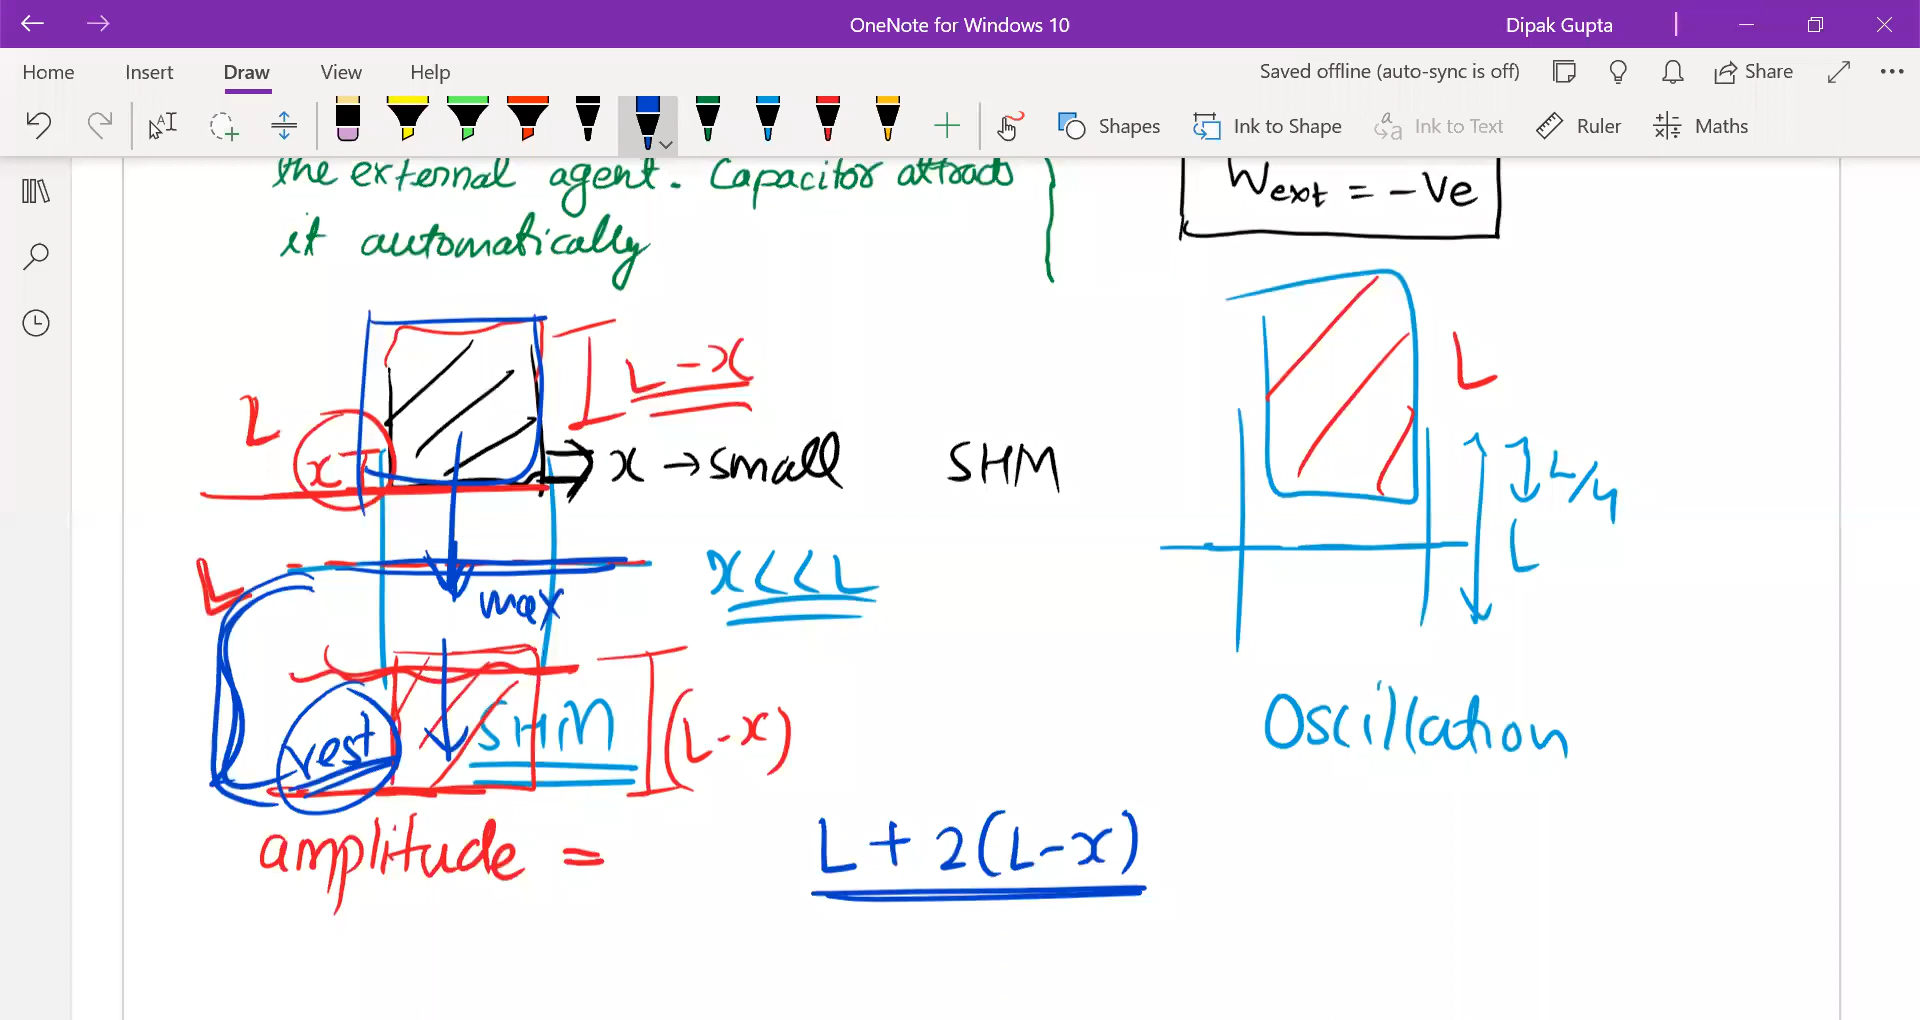 OneNote for Windows 10
Dipak Gupta
Home Insert Draw View Help
Saved offline (auto-sync is off)
Share
Shapes
Ink to Shape
Ink to Text
Ruler
Maths
the external agent. Capacitor attracts
it automatically
Wext = -Ve
L
x
L-x
x → small
SHM
L
L/4
L
L
max
x<<L
rest
SHM
(L-x)
Oscillation
amplitude =
L + 2(L-x)